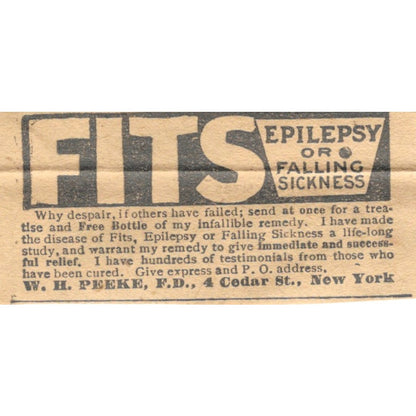 FITS
EPILEPSY
OR
FALLING
SICKNESS
Why despair, if others have failed; send at once for a trea-
tise and Free Bottle of my infallible remedy. I have made
the disease of Fits, Epilepsy or Falling Sickness a life-long
study, and warrant my remedy to give immediate and success-
ful relief. I have hundreds of testimonials from those who
have been cured. Give express and P. O. address.
W. H. PEEKE, F.D., 4 Cedar St., New York